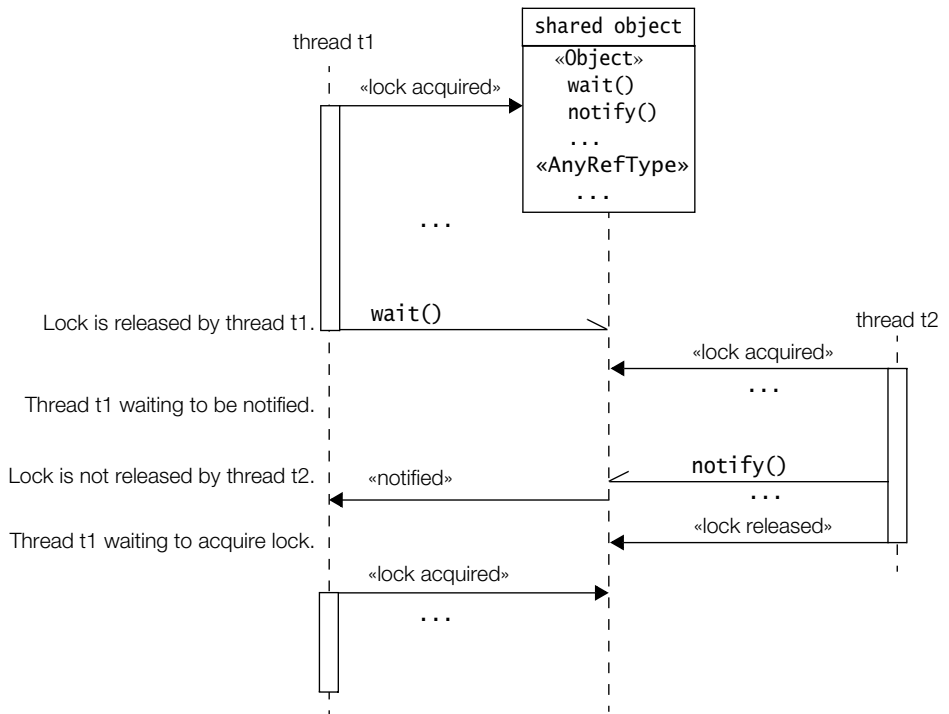 shared object
thread t1
«Object»
wait()
«lock acquired»
notify()
...
«AnyRefType»
...
...
wait()
Lock is released by thread t1.
thread t2
«lock acquired»
...
Thread t1 waiting to be notified.
notify()
Lock is not released by thread t2.
«notified»
...
«lock released»
Thread t1 waiting to acquire lock.
«lock acquired»
...